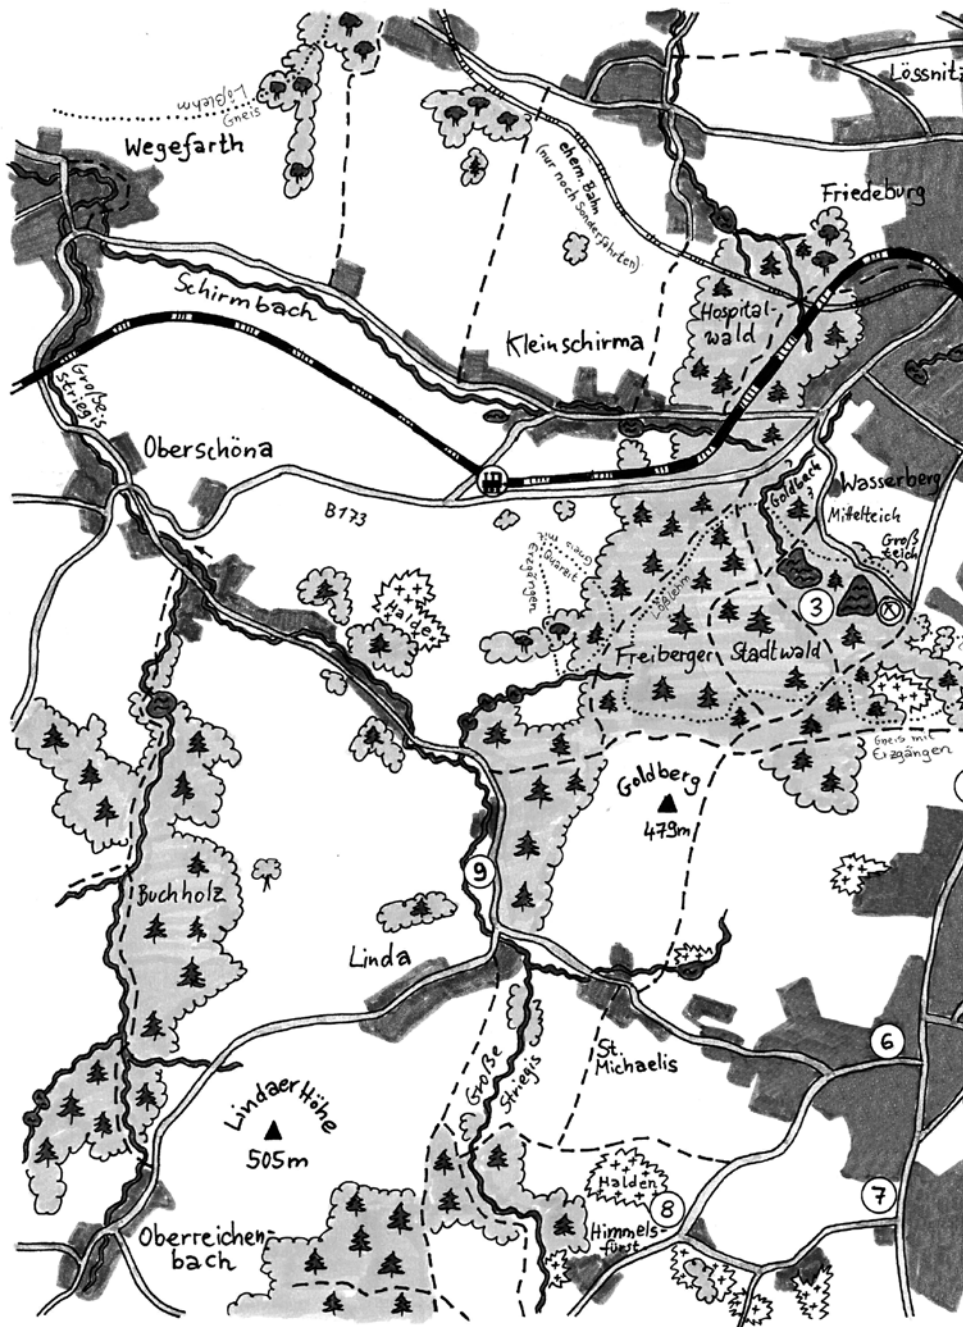 Lössnitz
Lößlehm
Gneis
Wegefarth
ehem. Bahn
(nur noch Sonderfahrten)
Friedeburg
Schirmbach
Hospital-
wald
Kleinschirma
Große
Striegis
Oberschöna
B173
Goldbach
Wasserberg
Mittelteich
Groß
teich
Gneis mit
Quarzit
Erzgängen
Lößlehm
Halde
3
Freiberger Stadtwald
Gneis mit
Erzgängen
Goldberg
479m
9
Buchholz
Linda
St.
Michaelis
6
Große
Striegis
Lindaer Höhe
505m
Halden
7
8
Himmels-
fürst
Oberreichen-
bach